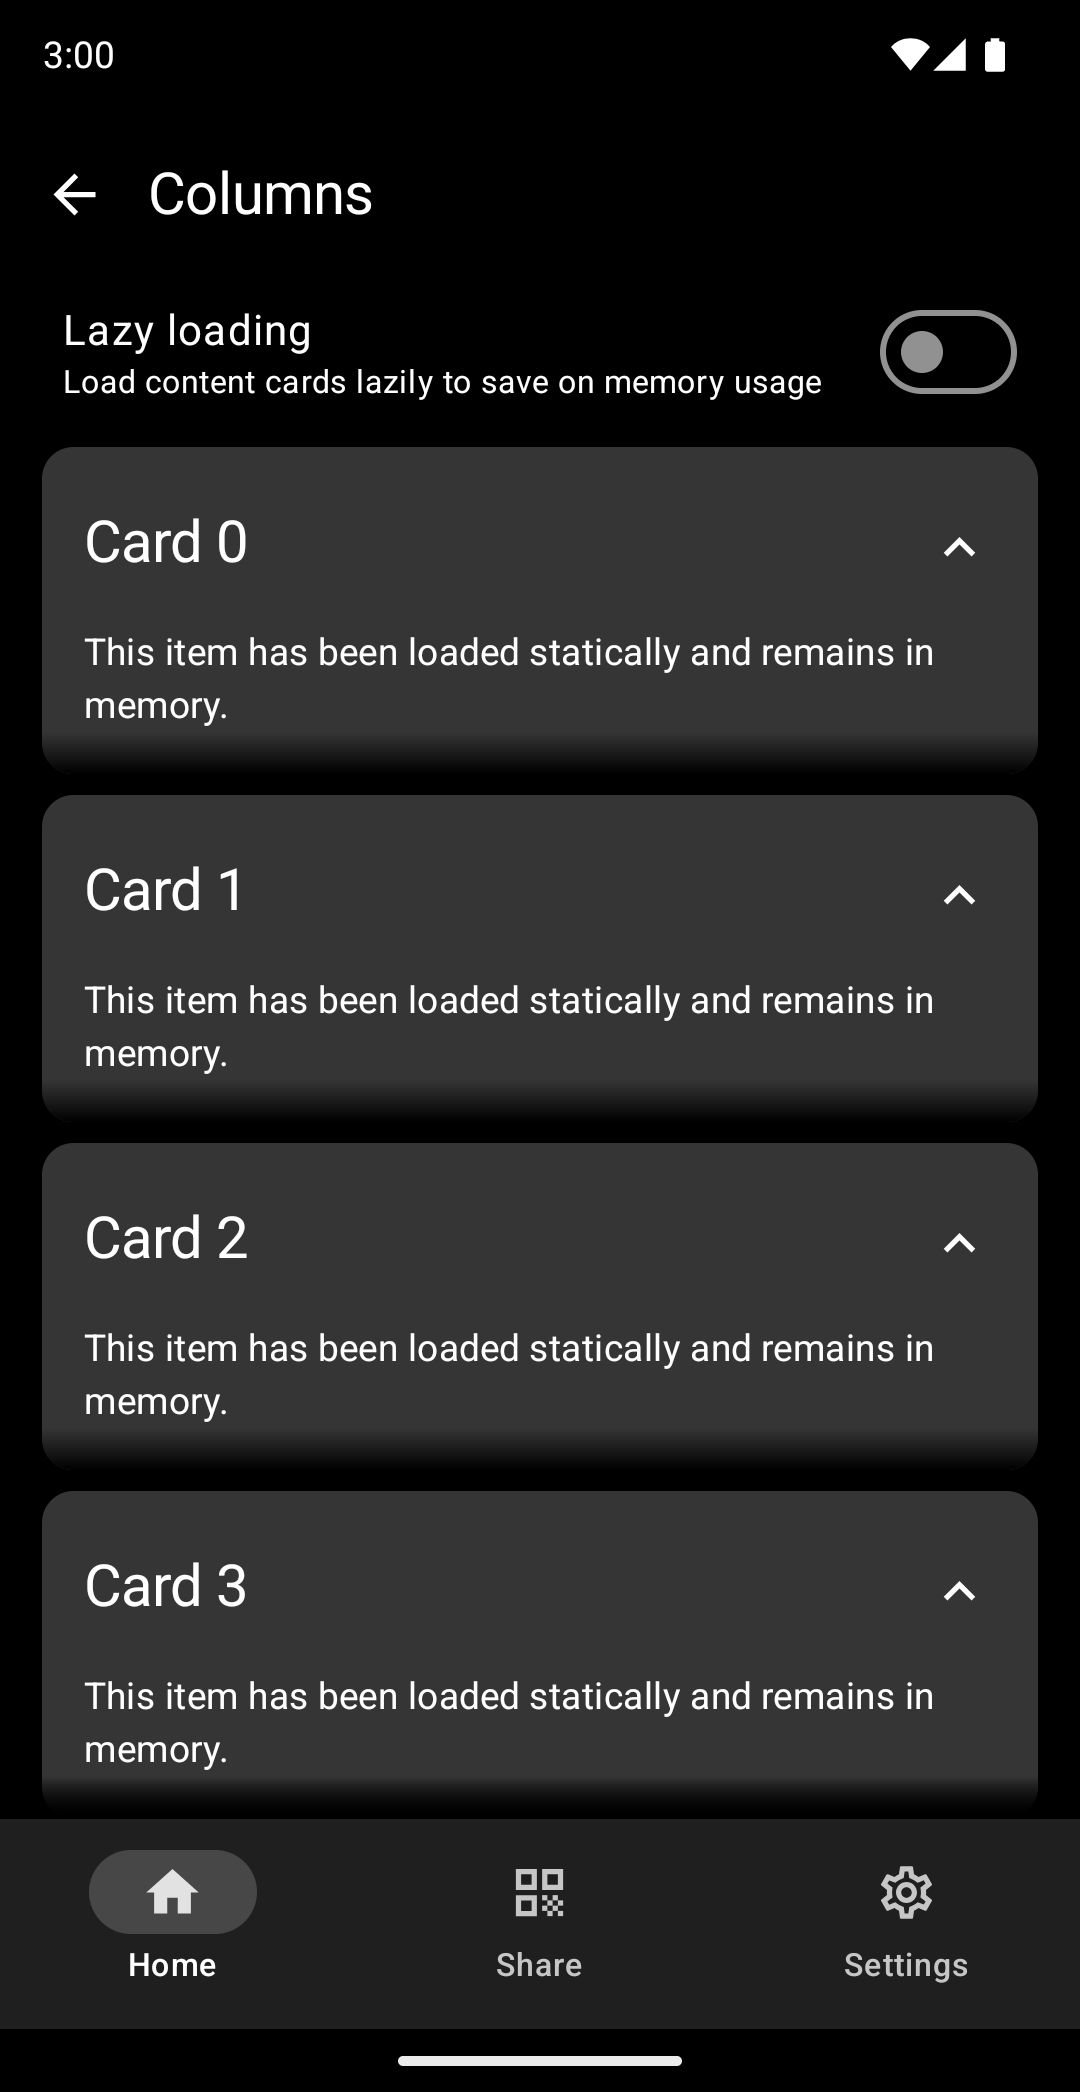 3:00
Columns
Lazy loading
Load content cards lazily to save on memory usage
Card 0
This item has been loaded statically and remains in
memory.
Card 1
This item has been loaded statically and remains in
memory.
Card 2
This item has been loaded statically and remains in
memory.
Card 3
This item has been loaded statically and remains in
memory.
Home
Share
Settings